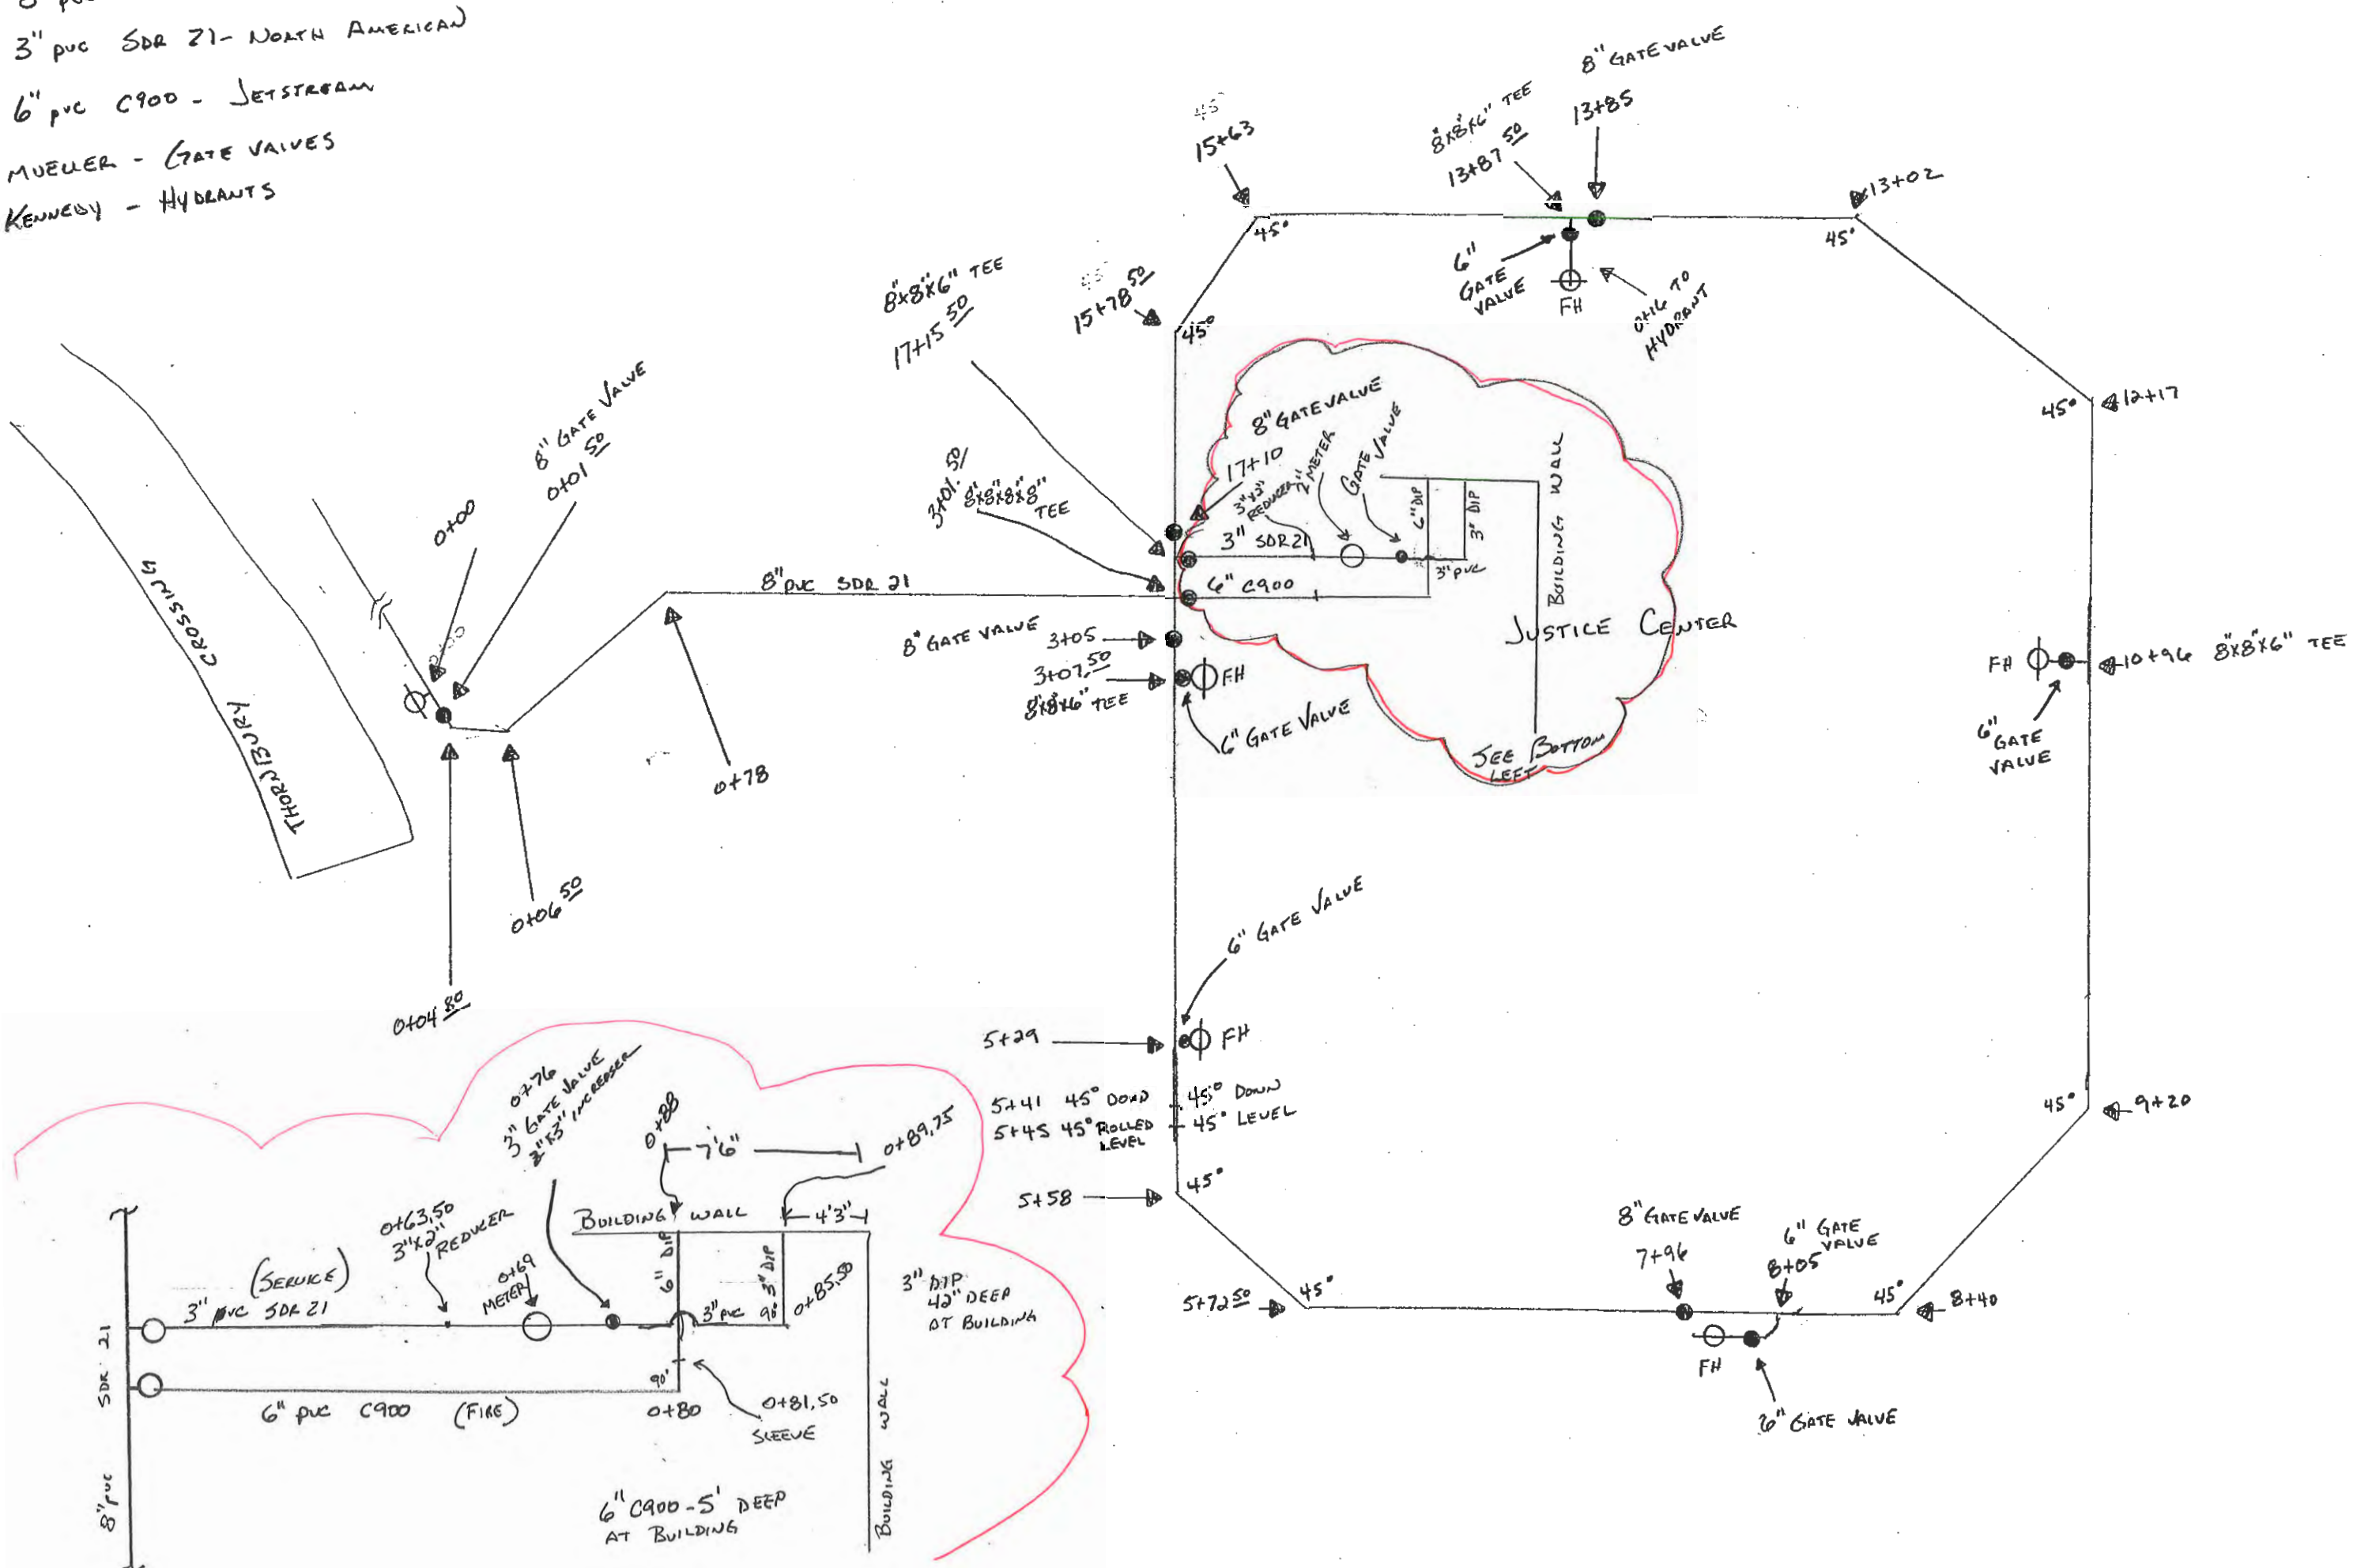 3" pvc SDR 21- NORTH AMERICAN
6" pvc C900 - JETSTREAM
MUELLER - GATE VALVES
KENNEDY - HYDRANTS
8" GATE VALVE
13+85
8"x8"x6" TEE
13+87 50
45°
15+63
13+02
45°
45°
6"
GATE
VALVE
FH
0+16 TO
HYDRANT
8"x8"x6" TEE
17+15 50
45°
15+78 50
45°
45°
12+17
8" GATE VALVE
0+01 50
0+00
0+00
THORNBURY
CROSSING
3+01.50
8"x8"x8"x8"
TEE
8" GATE VALVE
17+10
3"x2"
REDUCER
2" METER
GATE VALVE
3" SDR 21
6" C900
6" DIP
3" DIP
3" pvc
BUILDING WALL
JUSTICE CENTER
SEE BOTTOM
LEFT
8" pvc SDR 21
8" GATE VALVE 3+05
3+07.50
8"x8"x6" TEE
FH
6" GATE VALVE
FH
10+96 8"x8"x6" TEE
6"
GATE
VALVE
0+78
0+06 50
0+04 80
6" GATE VALVE
5+29
FH
5+41 45° DOWN
45° DOWN
5+45 45° ROLLED
LEVEL
45° LEVEL
5+58
45°
45°
9+20
5+72 50
45°
8" GATE VALVE
7+96
6" GATE
VALVE
8+05
45°
8+40
FH
6" GATE VALVE
0+76
3" GATE VALVE
2"x3" INCREASER
0+88
7'6"
0+89.75
0+63.50
3"x2"
REDUCER
BUILDING WALL
4'3"
(SERVICE)
3" pvc SDR 21
0+69
METER
6" DIP
3" DIP
3" pvc
90°
0+85.50
3" DIP
42" DEEP
AT BUILDING
90°
6" pvc C900 (FIRE)
0+80
0+81.50
SLEEVE
8" pvc SDR 21
6" C900 - 5' DEEP
AT BUILDING
BUILDING WALL